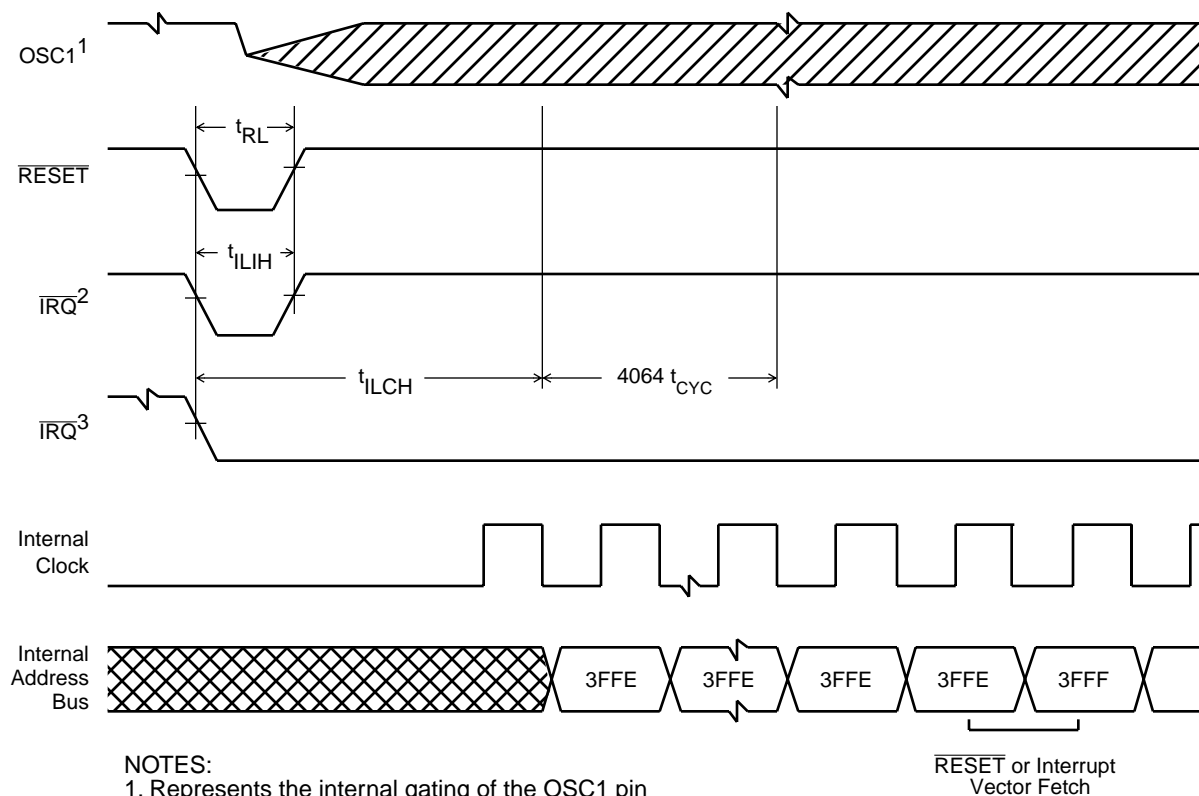 OSC1¹
t_RL
RESET
t_ILIH
IRQ²
t_ILCH
4064 t_CYC
IRQ³
Internal
Clock
Internal
Address
Bus
3FFE 3FFE 3FFE 3FFE 3FFF
NOTES:
1. Represents the internal gating of the OSC1 pin
RESET or Interrupt
Vector Fetch